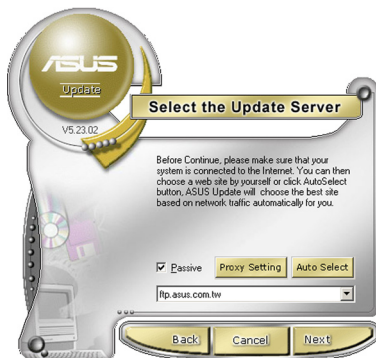 ASUS
Update
V5.23.02
Select the Update Server
Before Continue, please make sure that your
system is connected to the Internet. You can then
choose a web site by yourself or click AutoSelect
button, ASUS Update will choose the best site
based on network traffic automatically for you.
Passive
Proxy Setting
Auto Select
ftp.asus.com.tw
Back
Cancel
Next